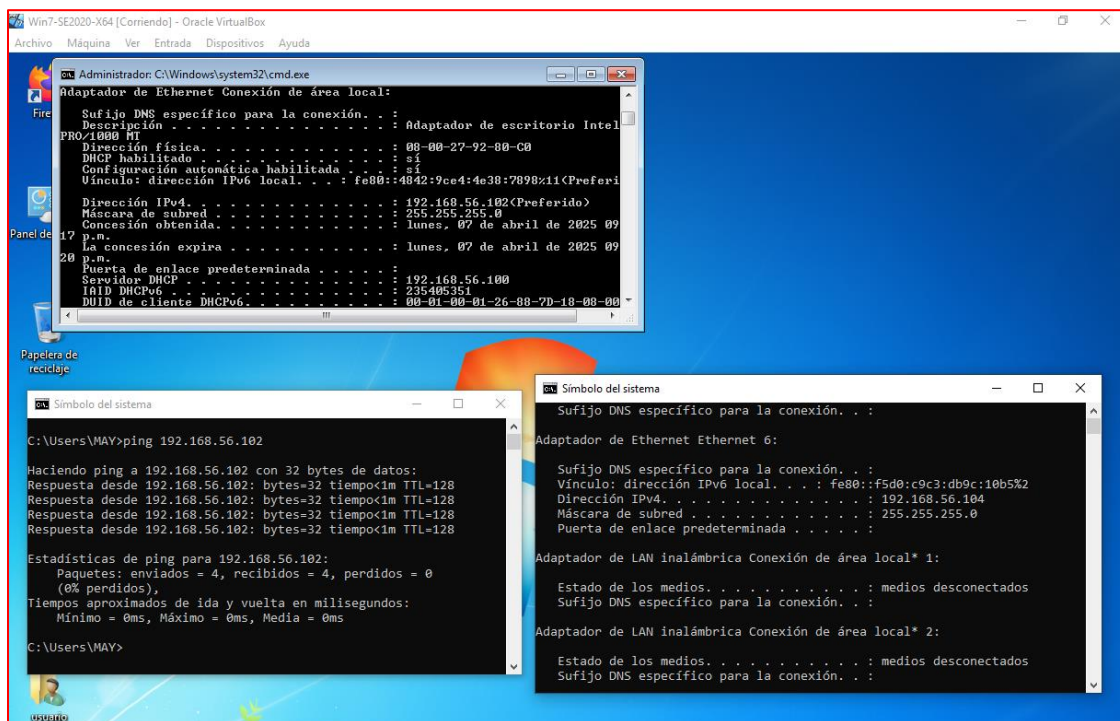 Win7-SE2020-X64 [Corriendo] - Oracle VirtualBox
Archivo Máquina Ver Entrada Dispositivos Ayuda
Administrador: C:\Windows\system32\cmd.exe
Adaptador de Ethernet Conexión de área local:
Sufijo DNS específico para la conexión. . :
Descripción . . . . . . . . . . . . . . . : Adaptador de escritorio Intel
PRO/1000 MT
Dirección física. . . . . . . . . . . . . : 08-00-27-92-80-C0
DHCP habilitado . . . . . . . . . . . . . : sí
Configuración automática habilitada . . . : sí
Vínculo: dirección IPv6 local. . . : fe80::4842:9ce4:4e38:7898%11(Preferi
Dirección IPv4. . . . . . . . . . . . . . : 192.168.56.102(Preferido)
Máscara de subred . . . . . . . . . . . . : 255.255.255.0
Concesión obtenida. . . . . . . . . . . . : lunes, 07 de abril de 2025 09
17 p.m.
La concesión expira . . . . . . . . . . . : lunes, 07 de abril de 2025 09
20 p.m.
Puerta de enlace predeterminada . . . . . :
Servidor DHCP . . . . . . . . . . . . . . : 192.168.56.100
IAID DHCPv6 . . . . . . . . . . . . . . . : 235405351
DUID de cliente DHCPv6. . . . . . . . . . : 00-01-00-01-26-88-7D-18-08-00
Fire
Panel de
Papelera de
reciclaje
Símbolo del sistema
C:\Users\MAY>ping 192.168.56.102
Haciendo ping a 192.168.56.102 con 32 bytes de datos:
Respuesta desde 192.168.56.102: bytes=32 tiempo<1m TTL=128
Respuesta desde 192.168.56.102: bytes=32 tiempo<1m TTL=128
Respuesta desde 192.168.56.102: bytes=32 tiempo<1m TTL=128
Respuesta desde 192.168.56.102: bytes=32 tiempo<1m TTL=128
Estadísticas de ping para 192.168.56.102:
Paquetes: enviados = 4, recibidos = 4, perdidos = 0
(0% perdidos),
Tiempos aproximados de ida y vuelta en milisegundos:
Mínimo = 0ms, Máximo = 0ms, Media = 0ms
C:\Users\MAY>
Símbolo del sistema
Sufijo DNS específico para la conexión. . :
Adaptador de Ethernet Ethernet 6:
Sufijo DNS específico para la conexión. . :
Vínculo: dirección IPv6 local. . . : fe80::f5d0:c9c3:db9c:10b5%2
Dirección IPv4. . . . . . . . . . . . . . : 192.168.56.104
Máscara de subred . . . . . . . . . . . . : 255.255.255.0
Puerta de enlace predeterminada . . . . . :
Adaptador de LAN inalámbrica Conexión de área local* 1:
Estado de los medios. . . . . . . . . . . : medios desconectados
Sufijo DNS específico para la conexión. . :
Adaptador de LAN inalámbrica Conexión de área local* 2:
Estado de los medios. . . . . . . . . . . : medios desconectados
Sufijo DNS específico para la conexión. . :
usuario